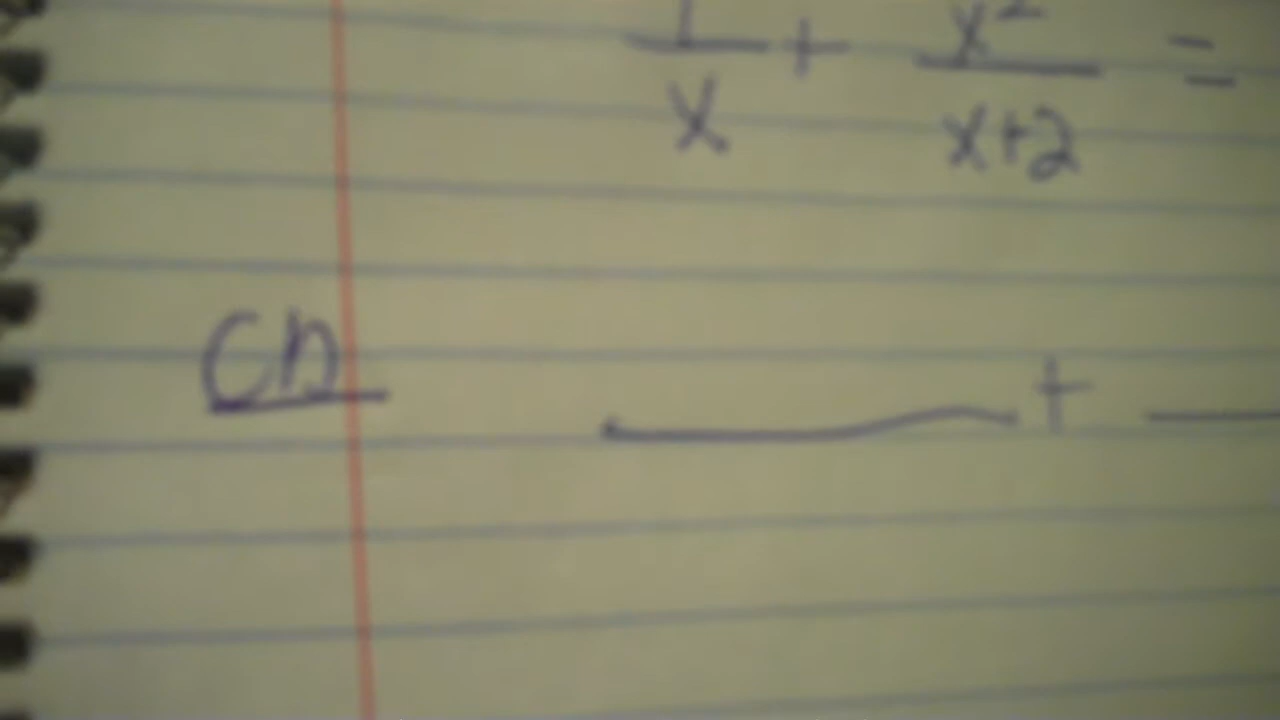 1/x + x²/(x+2) =
CD
+